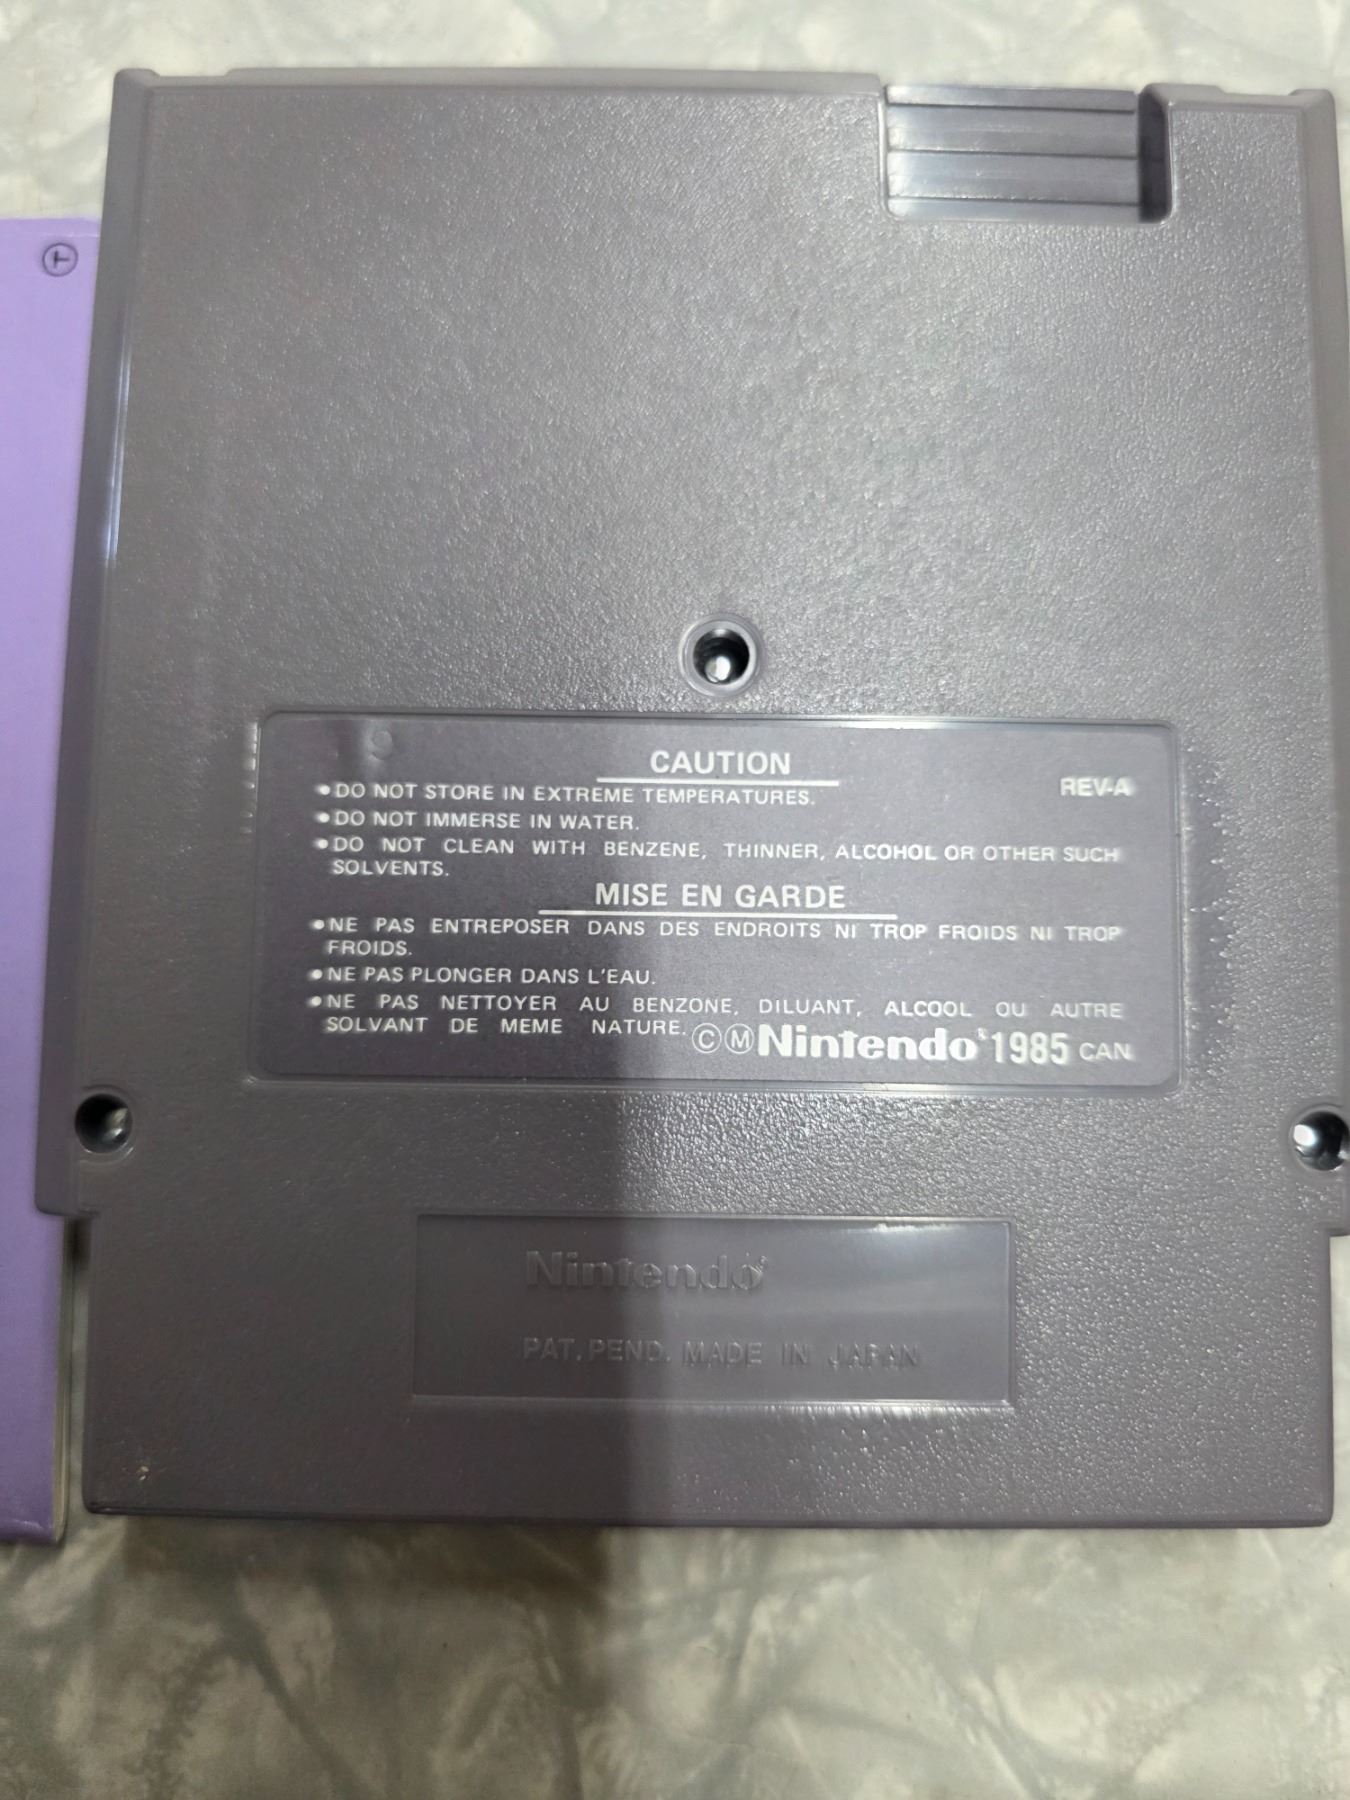 T
CAUTION
REV-A
•DO NOT STORE IN EXTREME TEMPERATURES.
•DO NOT IMMERSE IN WATER.
•DO NOT CLEAN WITH BENZENE, THINNER, ALCOHOL OR OTHER SUCH
SOLVENTS.
MISE EN GARDE
•NE PAS ENTREPOSER DANS DES ENDROITS NI TROP FROIDS NI TROP
FROIDS.
•NE PAS PLONGER DANS L'EAU.
•NE PAS NETTOYER AU BENZONE, DILUANT, ALCOOL OU AUTRE
SOLVANT DE MEME NATURE.
©Ⓜ Nintendo® 1985 CAN
Nintendo®
PAT. PEND. MADE IN JAPAN